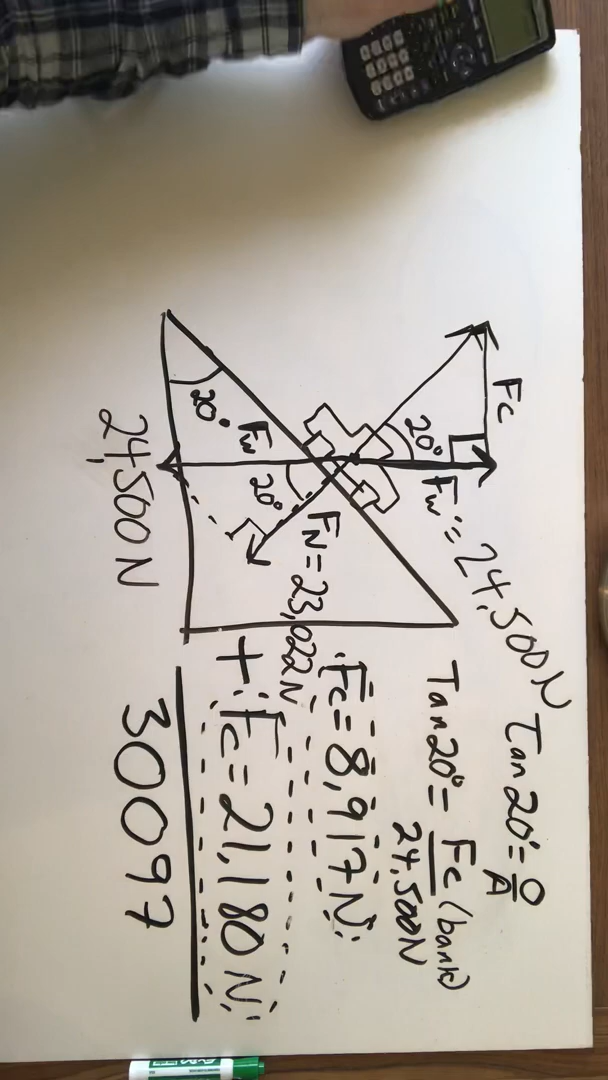 Tan 20° = O/A
Fw = 24,500 N
Tan 20° = Fc (bank) / 24,500 N
Fc
20°
Fc = 8,917 N
FN = 23,022 N
+ Fc = 21,180 N
Fw
20°
20°
24,500 N
30097